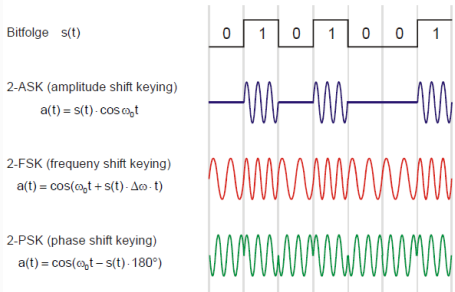 Bitfolge s(t) 0 1 0 1 0 0 1
2-ASK (amplitude shift keying)
a(t) = s(t) · cos ω₀t
2-FSK (frequeny shift keying)
a(t) = cos(ω₀t + s(t) · Δω · t)
2-PSK (phase shift keying)
a(t) = cos(ω₀t − s(t) · 180°)